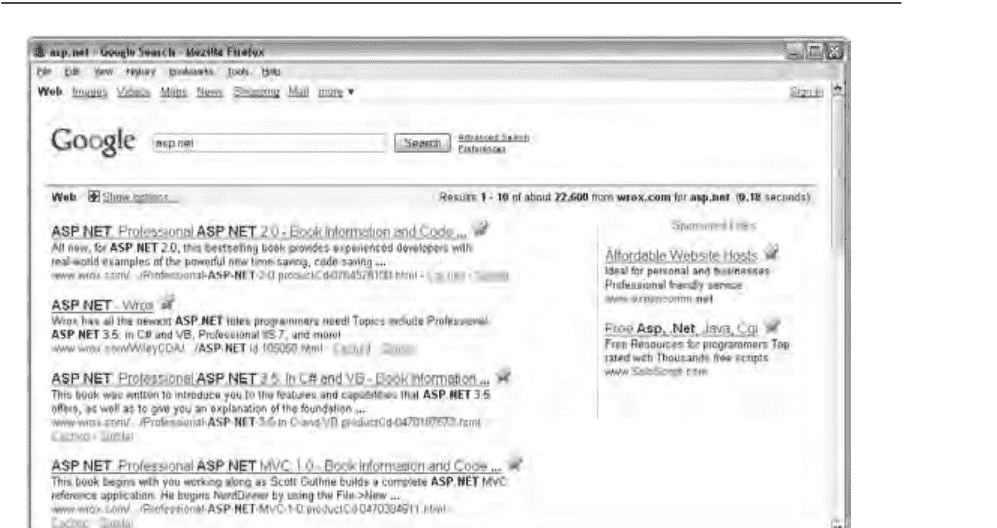 asp.net - Google Search - Mozilla Firefox
File Edit View History Bookmarks Tools Help
Web Images Videos Maps News Shopping Mail more ▼ Sign in
Google asp.net Search Advanced Search
Preferences
Web Show options... Results 1 - 10 of about 22,600 from wrox.com for asp.net. (0.18 seconds)
ASP.NET: Professional ASP.NET 2.0 - Book Information and Code ...
All new, for ASP.NET 2.0, this bestselling book provides experienced developers with
real-world examples of the powerful new time-saving, code-saving ...
ASP.NET - Wrox
Wrox has all the newest ASP.NET titles programmers need! Topics include Professional
ASP.NET 3.5: in C# and VB, Professional IIS 7, and more!
Cached - Similar
ASP.NET: Professional ASP.NET 3.5: In C# and VB - Book Information ...
This book was written to introduce you to the features and capabilities that ASP.NET 3.5
offers, as well as to give you an explanation of the foundation ...
Cached - Similar
ASP.NET: Professional ASP.NET MVC 1.0 - Book Information and Code ...
This book begins with you working along as Scott Guthrie builds a complete ASP.NET MVC
reference application. He begins NerdDinner by using the File->New ...
Cached - Similar
Sponsored Links
Affordable Website Hosts
Ideal for personal and businesses
Professional friendly service
Free Asp, .Net, Java, Cgi
Free Resources for programmers Top
rated with Thousands free scripts
www.SoloScript.com